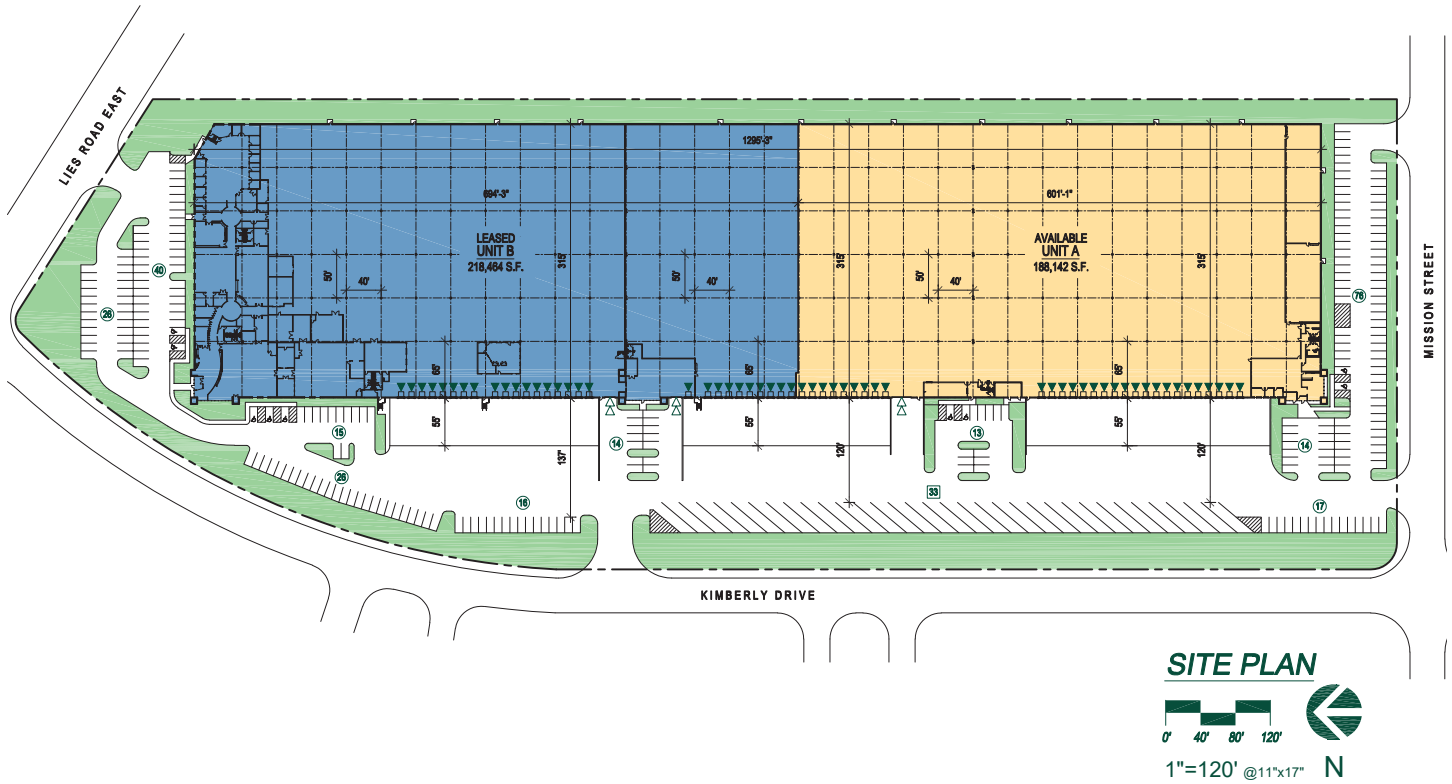 LIES ROAD EAST
1295'-3"
694'-3"
601'-1"
LEASED
UNIT B
218,464 S.F.
AVAILABLE
UNIT A
188,142 S.F.
315'
315'
315'
50'
40'
50'
40'
50'
40'
40
26
76
MISSION STREET
65'
65'
65'
55'
55'
55'
15
14
13
14
137'
120'
120'
26
16
33
17
KIMBERLY DRIVE
SITE PLAN
0' 40' 80' 120'
1"=120' @11"x17" N